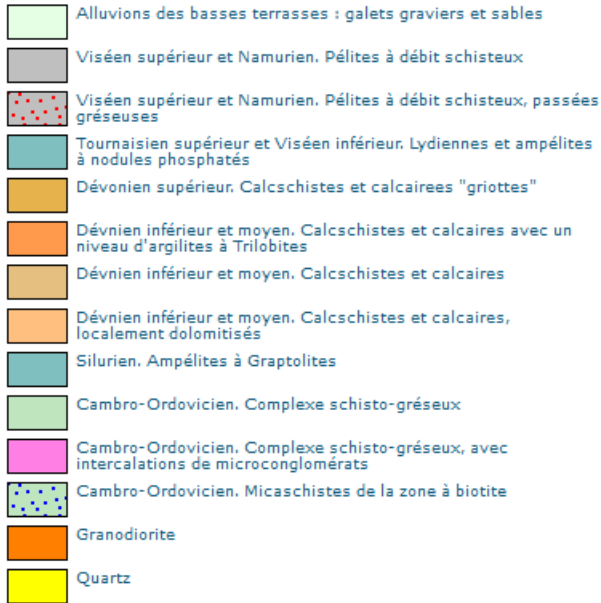 Alluvions des basses terrasses : galets graviers et sables
Viséen supérieur et Namurien. Pélites à débit schisteux
Viséen supérieur et Namurien. Pélites à débit schisteux, passées
gréseuses
Tournaisien supérieur et Viséen inférieur. Lydiennes et ampélites
à nodules phosphatés
Dévonien supérieur. Calcschistes et calcairees "griottes"
Dévnien inférieur et moyen. Calcschistes et calcaires avec un
niveau d'argilites à Trilobites
Dévnien inférieur et moyen. Calcschistes et calcaires
Dévnien inférieur et moyen. Calcschistes et calcaires,
localement dolomitisés
Silurien. Ampélites à Graptolites
Cambro-Ordovicien. Complexe schisto-gréseux
Cambro-Ordovicien. Complexe schisto-gréseux, avec
intercalations de microconglomérats
Cambro-Ordovicien. Micaschistes de la zone à biotite
Granodiorite
Quartz